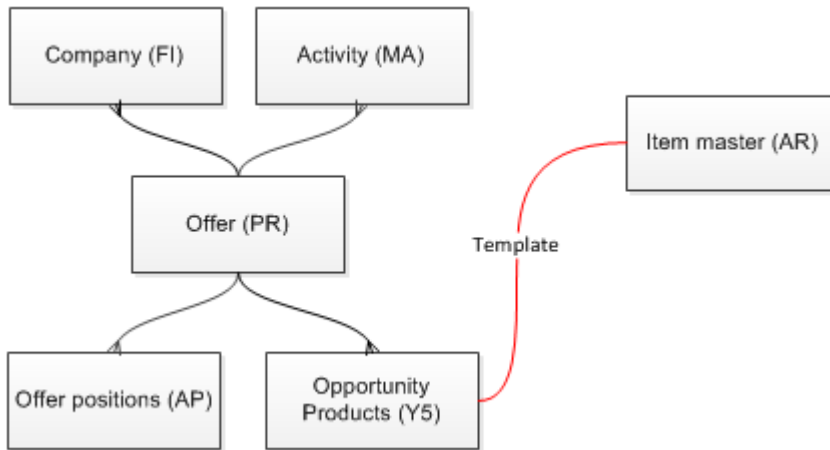 Company (FI)
Activity (MA)
Item master (AR)
Offer (PR)
Template
Offer positions (AP)
Opportunity
Products (Y5)